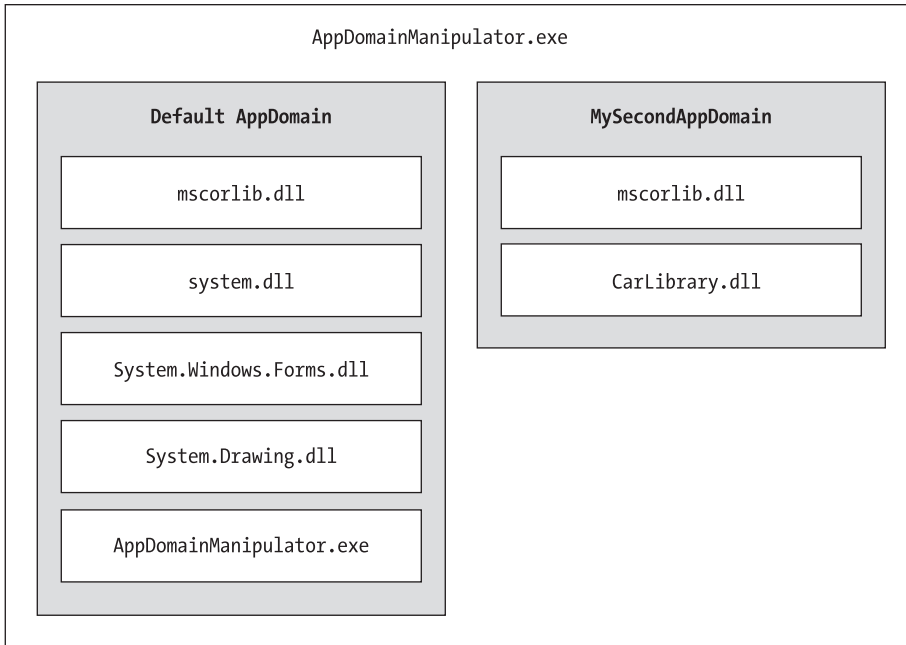 AppDomainManipulator.exe
Default AppDomain
mscorlib.dll
system.dll
System.Windows.Forms.dll
System.Drawing.dll
AppDomainManipulator.exe
MySecondAppDomain
mscorlib.dll
CarLibrary.dll